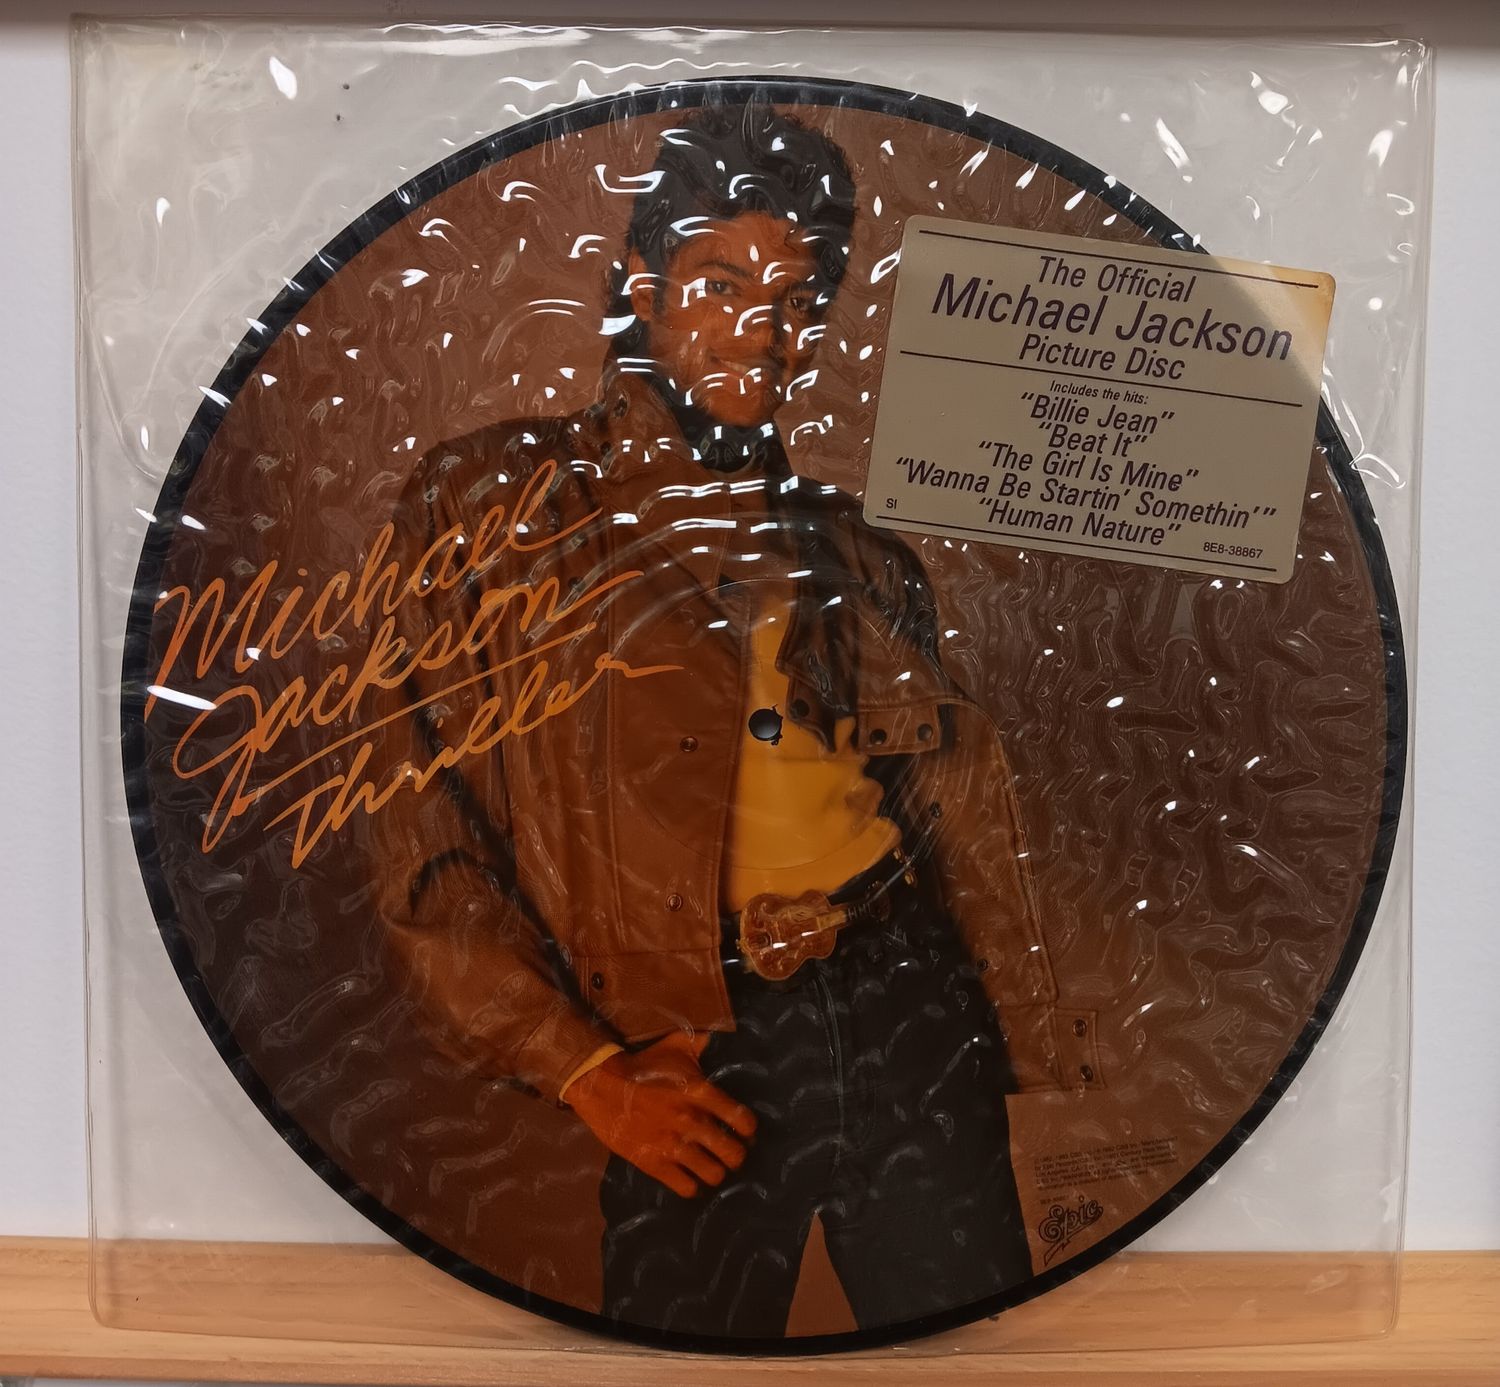 The Official
Michael Jackson
Picture Disc
Includes the hits:
"Billie Jean"
"Beat It"
"The Girl Is Mine"
"Wanna Be Startin' Somethin'"
"Human Nature"
SI
8E8-38867
Michael
Jackson
Thriller
Epic